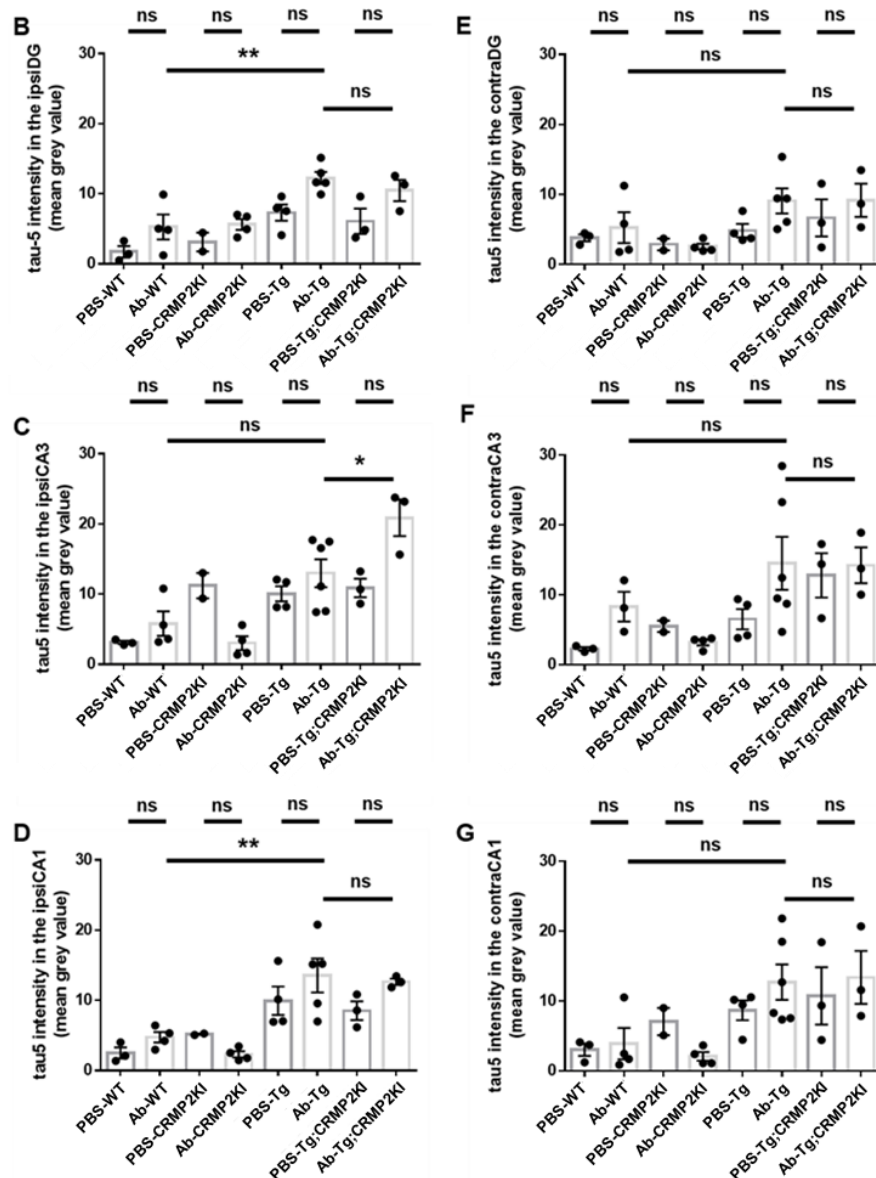 ns ns ns ns
B
**
ns
tau-5 intensity in the ipsiDG
(mean grey value)
30
20
10
0
PBS-WT
Ab-WT
PBS-CRMP2KI
Ab-CRMP2KI
PBS-Tg
Ab-Tg
PBS-Tg;CRMP2KI
Ab-Tg;CRMP2KI
ns ns ns ns
E
ns
ns
tau5 intensity in the contraDG
(mean grey value)
30
20
10
0
PBS-WT
Ab-WT
PBS-CRMP2KI
Ab-CRMP2KI
PBS-Tg
Ab-Tg
PBS-Tg;CRMP2KI
Ab-Tg;CRMP2KI
ns ns ns ns
C
ns
*
tau5 intensity in the ipsiCA3
(mean grey value)
30
20
10
0
PBS-WT
Ab-WT
PBS-CRMP2KI
Ab-CRMP2KI
PBS-Tg
Ab-Tg
PBS-Tg;CRMP2KI
Ab-Tg;CRMP2KI
ns ns ns ns
F
ns
ns
tau5 intensity in the contraCA3
(mean grey value)
30
20
10
0
PBS-WT
Ab-WT
PBS-CRMP2KI
Ab-CRMP2KI
PBS-Tg
Ab-Tg
PBS-Tg;CRMP2KI
Ab-Tg;CRMP2KI
ns ns ns ns
D
**
ns
tau5 intensity in the ipsiCA1
(mean grey value)
30
20
10
0
PBS-WT
Ab-WT
PBS-CRMP2KI
Ab-CRMP2KI
PBS-Tg
Ab-Tg
PBS-Tg;CRMP2KI
Ab-Tg;CRMP2KI
ns ns ns ns
G
ns
ns
tau5 intensity in the contraCA1
(mean grey value)
30
20
10
0
PBS-WT
Ab-WT
PBS-CRMP2KI
Ab-CRMP2KI
PBS-Tg
Ab-Tg
PBS-Tg;CRMP2KI
Ab-Tg;CRMP2KI